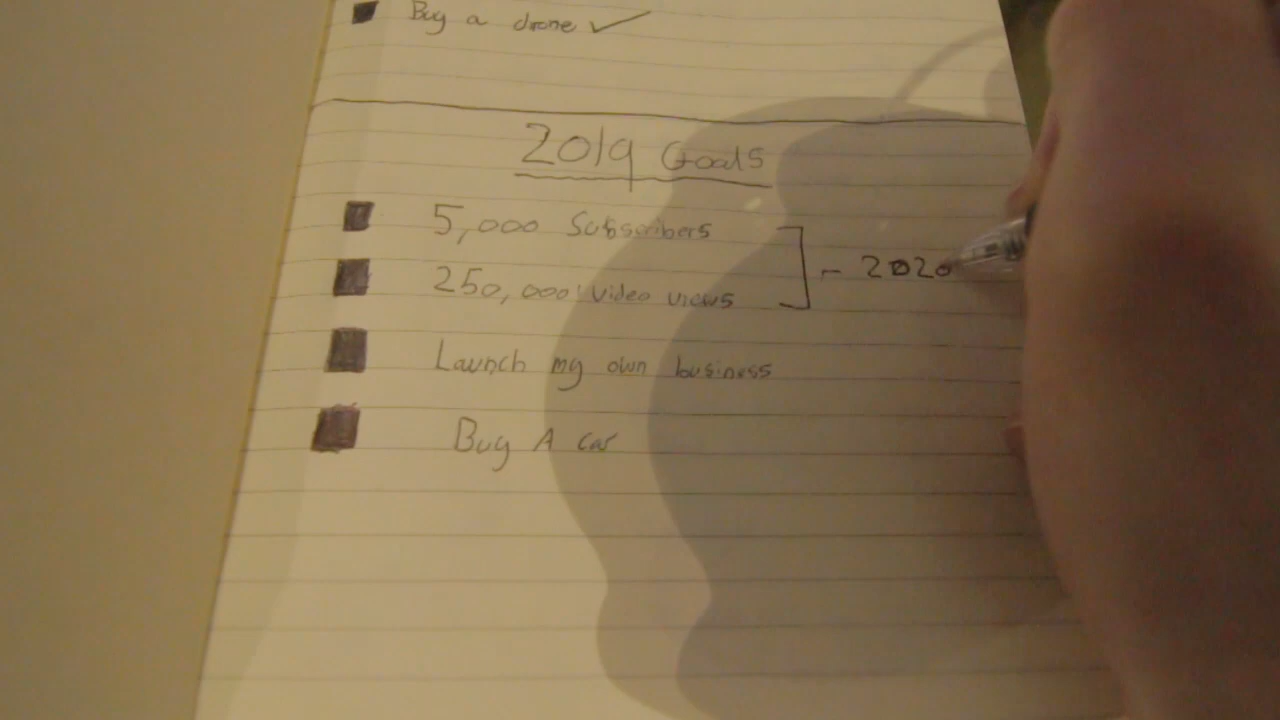 Buy a drone ✓
2019 Goals
5,000 Subscribers
250,000 Video views
- 2020
Launch my own business
Buy A car